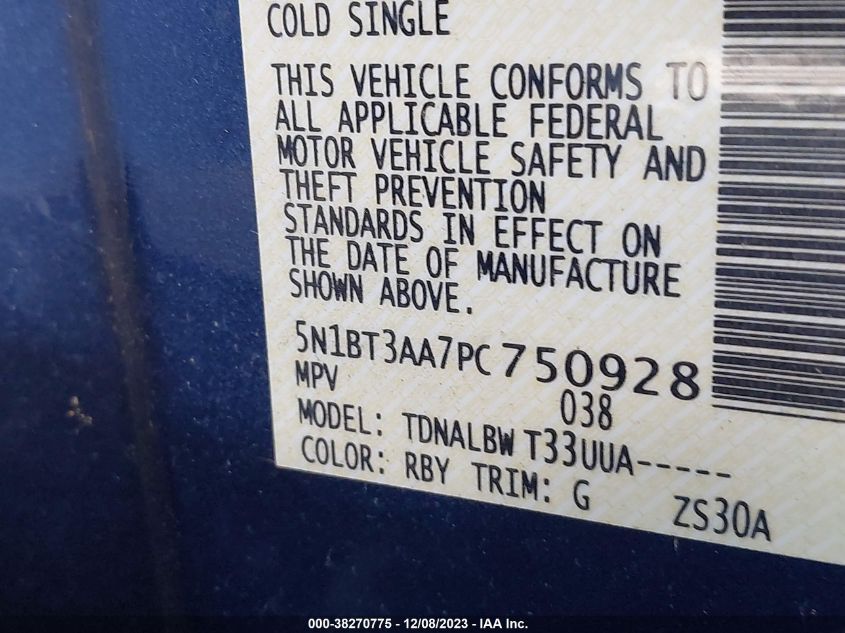 COLD SINGLE
THIS VEHICLE CONFORMS TO
ALL APPLICABLE FEDERAL
MOTOR VEHICLE SAFETY AND
THEFT PREVENTION
STANDARDS IN EFFECT ON
THE DATE OF MANUFACTURE
SHOWN ABOVE.
5N1BT3AA7PC750928
MPV 038
MODEL: TDNALBW T33UUA-----
COLOR: RBY TRIM: G ZS30A
000-38270775 - 12/08/2023 - IAA Inc.